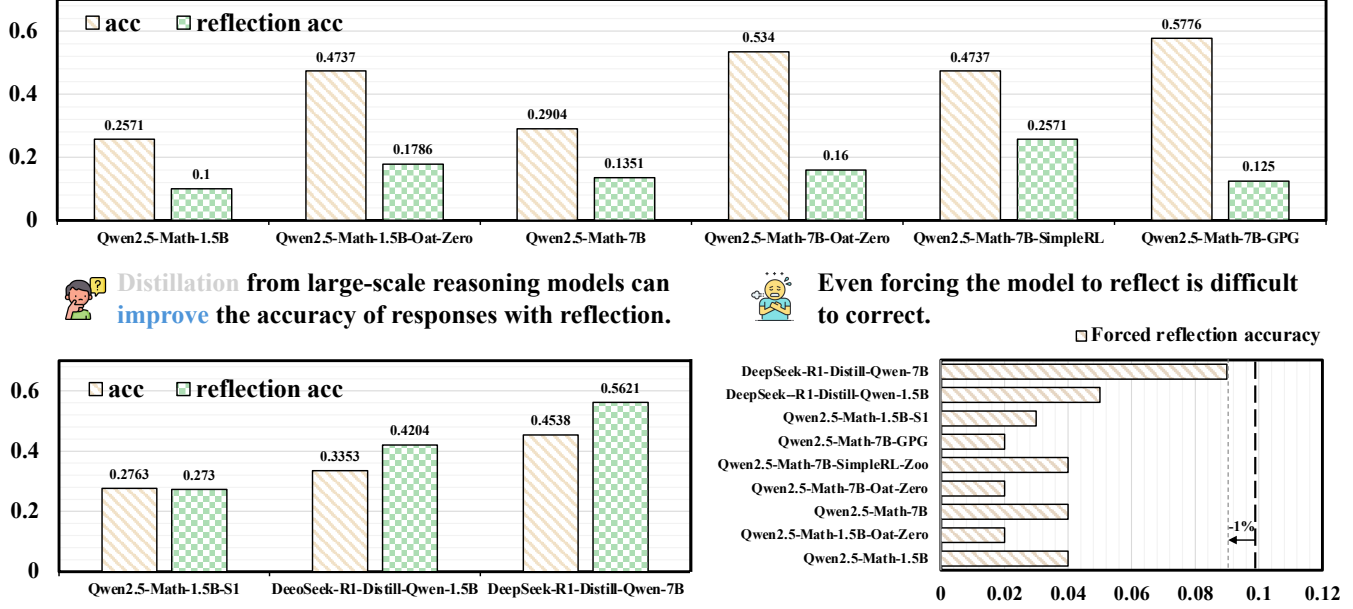 0.6
acc
reflection acc
0.4
0.2
0
0.2571
0.1
0.4737
0.1786
0.2904
0.1351
0.534
0.16
0.4737
0.2571
0.5776
0.125
Qwen2.5-Math-1.5B
Qwen2.5-Math-1.5B-Oat-Zero
Qwen2.5-Math-7B
Qwen2.5-Math-7B-Oat-Zero
Qwen2.5-Math-7B-SimpleRL
Qwen2.5-Math-7B-GPG
?
Distillation from large-scale reasoning models can
improve the accuracy of responses with reflection.
Even forcing the model to reflect is difficult
to correct.
0.6
acc
reflection acc
0.4
0.2
0
0.2763
0.273
0.3353
0.4204
0.4538
0.5621
Qwen2.5-Math-1.5B-S1
DeeoSeek-R1-Distill-Qwen-1.5B
DeepSeek-R1-Distill-Qwen-7B
Forced reflection accuracy
DeepSeek-R1-Distill-Qwen-7B
DeepSeek--R1-Distill-Qwen-1.5B
Qwen2.5-Math-1.5B-S1
Qwen2.5-Math-7B-GPG
Qwen2.5-Math-7B-SimpleRL-Zoo
Qwen2.5-Math-7B-Oat-Zero
Qwen2.5-Math-7B
Qwen2.5-Math-1.5B-Oat-Zero
Qwen2.5-Math-1.5B
-1%
0
0.02
0.04
0.06
0.08
0.1
0.12